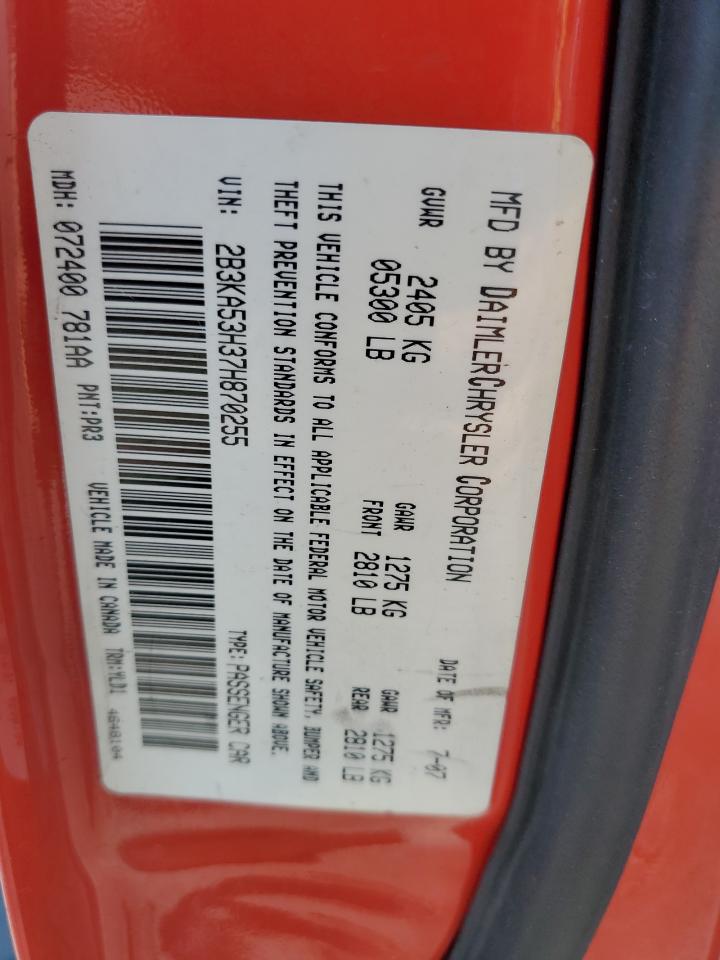 MFD BY DAIMLERCHRYSLER CORPORATION
DATE OF MFR: 7-07
GVWR 2405 KG
05300 LB
GAWR 1275 KG
FRONT 2810 LB
GAWR 1275 KG
REAR 2810 LB
THIS VEHICLE CONFORMS TO ALL APPLICABLE FEDERAL MOTOR VEHICLE SAFETY, BUMPER AND
THEFT PREVENTION STANDARDS IN EFFECT ON THE DATE OF MANUFACTURE SHOWN ABOVE.
VIN: 2B3KA53H37H870255
TYPE: PASSENGER CAR
MDH: 072400 781AA PNT:PR3 VEHICLE MADE IN CANADA TRM:MLD1 4648104